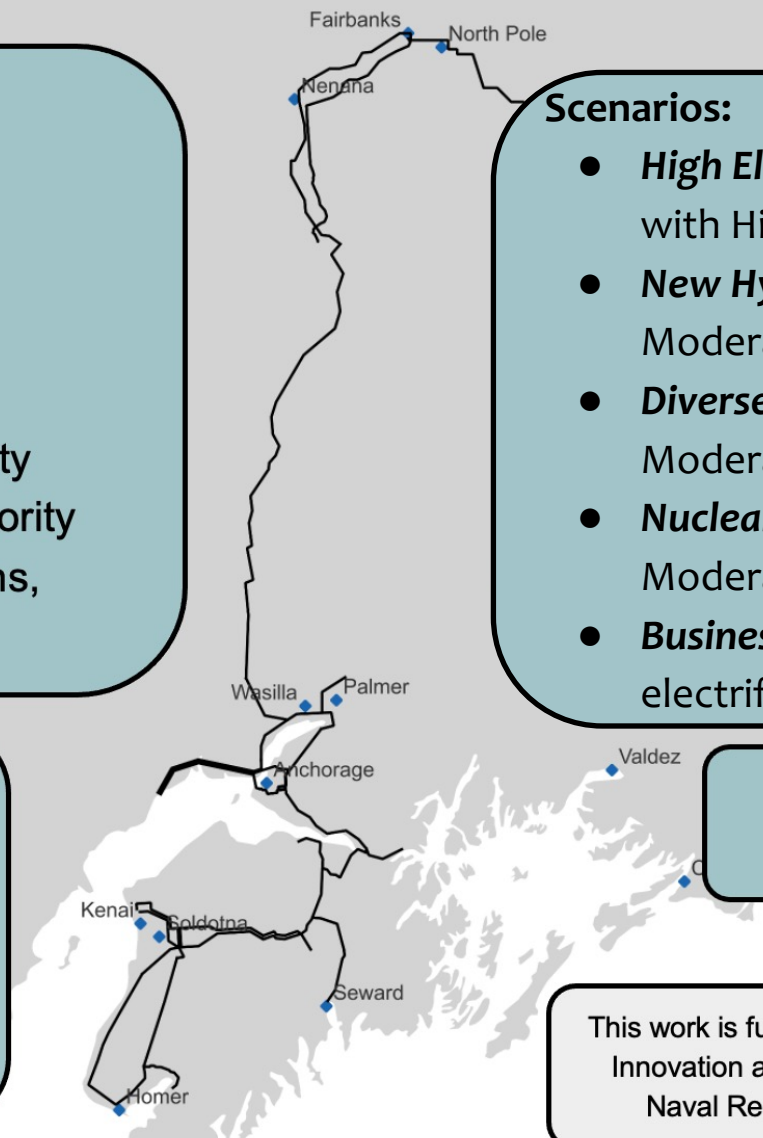 Fairbanks
North Pole
Nenana
Scenarios:
● High El
with Hi
● New Hy
Modera
● Diverse
Modera
● Nuclea
Modera
● Busines
electrif
ty
ority
ns,
Wasilla
Palmer
Anchorage
Valdez
C
Kenai
Soldotna
Seward
Homer
This work is fu
Innovation a
Naval Re